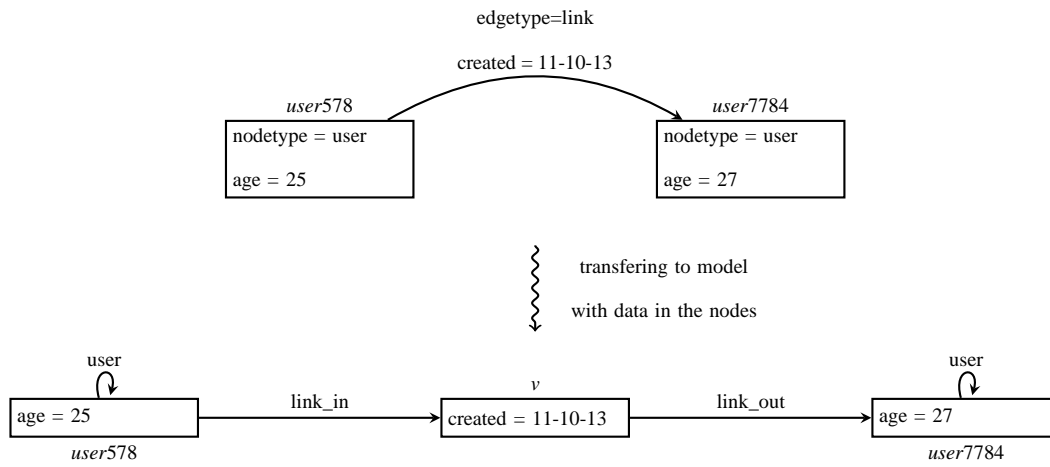 edgetype=link
created = 11-10-13
user578
user7784
nodetype = user
nodetype = user
age = 25
age = 27
transfering to model
with data in the nodes
user
v
user
age = 25
link_in
created = 11-10-13
link_out
age = 27
user578
user7784